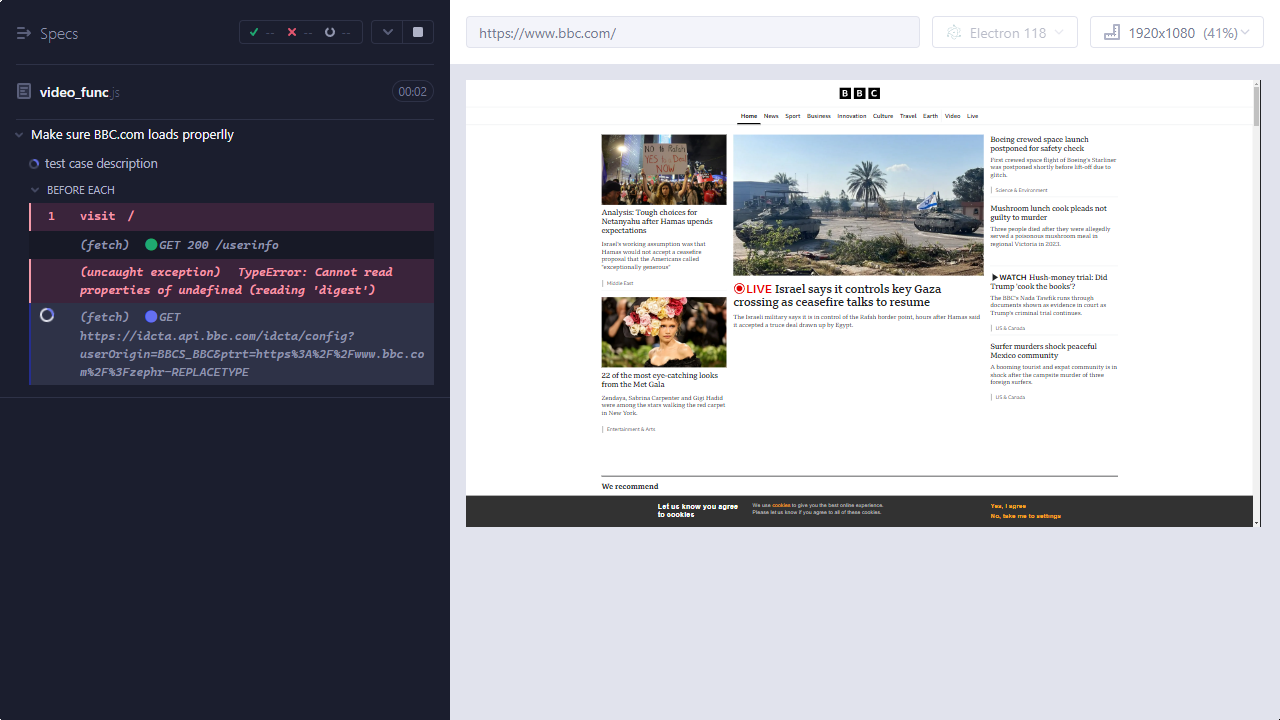 Specs
--
--
--
https://www.bbc.com/
Electron 118
1920x1080 (41%)
video_func.js
00:02
Make sure BBC.com loads normally
test case description
BEFORE EACH
1 visit /
(fetch) GET 200 /userinfo
(uncaught exception) TypeError: Cannot read
properties of undefined (reading 'digest')
(fetch) GET
https://idcta.api.bbc.com/idcta/config?
userOrigin=BBCS_BBC&ptrt=https%3A%2F%2Fwww.bbc.co
m%2F%3Fzephr—REPLACETYPE
BBC
Home News Sport Business Innovation Culture Travel Earth Video Live
NO to Rafah
YES to a Deal
NOW
Analysis: Tough choices for
Netanyahu after Hamas upends
expectations
Israel's working assumption was that
Hamas would not accept a ceasefire
proposal that the Americans called
"exceptionally generous"
Middle East
22 of the most eye-catching looks
from the Met Gala
Zendaya, Sabrina Carpenter and Gigi Hadid
were among the stars walking the red carpet
in New York.
Entertainment & Arts
LIVE Israel says it controls key Gaza
crossing as ceasefire talks to resume
The Israeli military says it is in control of the Rafah border point, hours after Hamas said
it accepted a truce deal drawn up by Egypt.
Boeing crewed space launch
postponed for safety check
First crewed space flight of Boeing's Starliner
was postponed shortly before lift-off due to
glitch.
Science & Environment
Mushroom lunch cook pleads not
guilty to murder
Three people died after they were allegedly
served a poisonous mushroom meal in
regional Victoria in 2023.
WATCH Hush-money trial: Did
Trump 'cook the books'?
The BBC's Nada Tawfik runs through
documents shown as evidence in court as
Trump's criminal trial continues.
US & Canada
Surfer murders shock peaceful
Mexico community
A booming tourist and expat community is in
shock after the campsite murder of three
foreign surfers.
US & Canada
We recommend
Let us know you agree
to cookies
We use cookies to give you the best online experience.
Please let us know if you agree to all of these cookies.
Yes, I agree
No, take me to settings